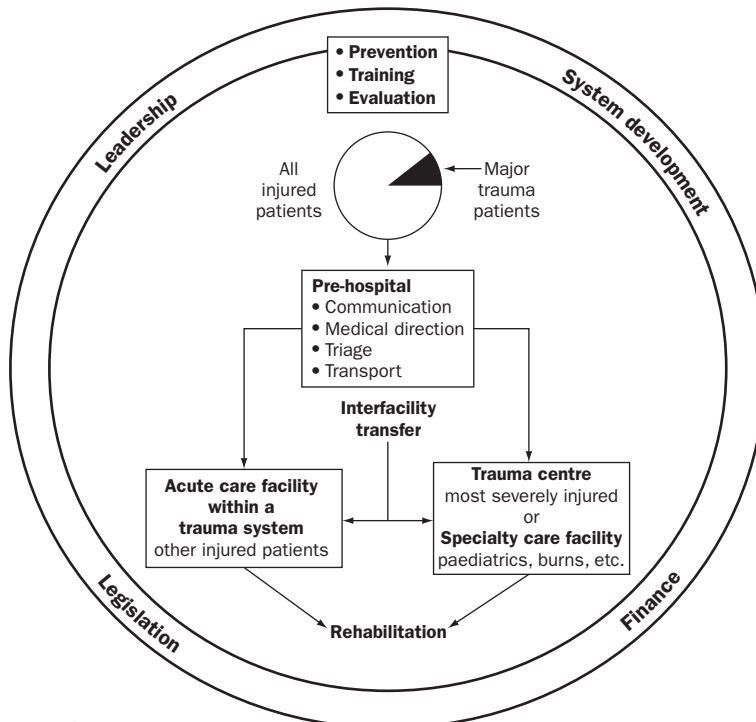 Leadership
System development
• Prevention
• Training
• Evaluation
All
injured
patients
Major
trauma
patients
Pre-hospital
• Communication
• Medical direction
• Triage
• Transport
Interfacility
transfer
Acute care facility
within a
trauma system
other injured patients
Trauma centre
most severely injured
or
Specialty care facility
paediatrics, burns, etc.
Rehabilitation
Legislation
Finance